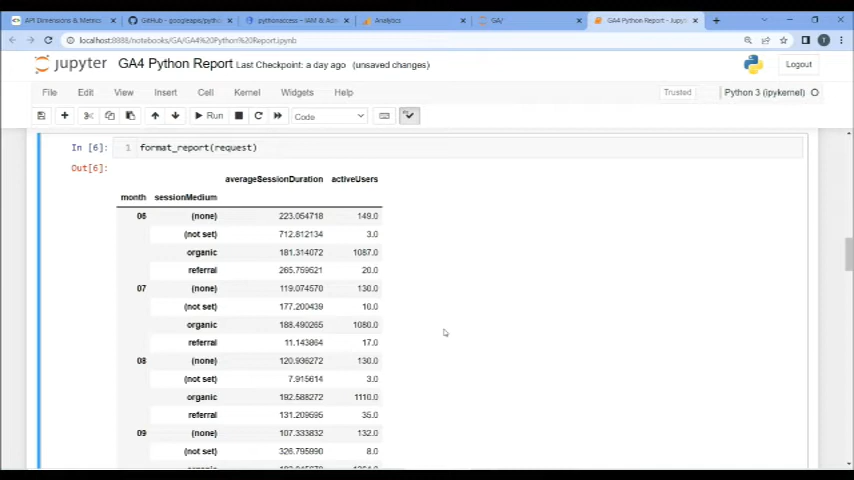 API Dimensions & Metrics
GitHub - googleapis/pytho
pythonaccess – IAM & Adm
Analytics
GA/
GA4 Python Report - Jupyt
localhost:8888/notebooks/GA/GA4%20Python%20Report.ipynb
jupyter GA4 Python Report Last Checkpoint: a day ago (unsaved changes)
Logout
File Edit View Insert Cell Kernel Widgets Help
Trusted
Python 3 (ipykernel)
Run
Code
In [6]: 1 format_report(request)
Out[6]:
averageSessionDuration activeUsers
month sessionMedium
06 (none) 223.054718 149.0
(not set) 712.812134 3.0
organic 181.314072 1087.0
referral 265.759521 20.0
07 (none) 119.074570 130.0
(not set) 177.200439 10.0
organic 188.490265 1080.0
referral 11.143864 17.0
08 (none) 120.936272 130.0
(not set) 7.915614 3.0
organic 192.588272 1110.0
referral 131.209595 35.0
09 (none) 107.333832 132.0
(not set) 326.795990 8.0
organic